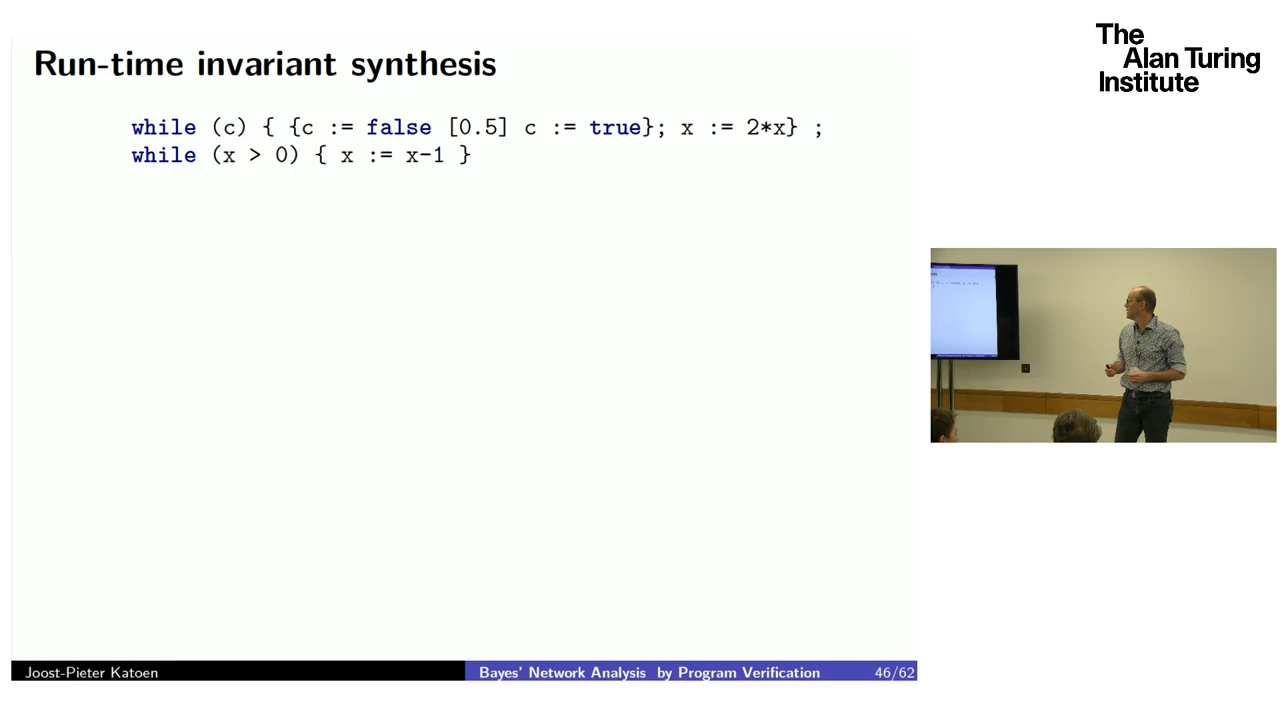 The
Alan Turing
Institute
Run-time invariant synthesis
while (c) { {c := false [0.5] c := true}; x := 2*x} ;
while (x > 0) { x := x-1 }
Joost-Pieter Katoen
Bayes' Network Analysis by Program Verification
46/62